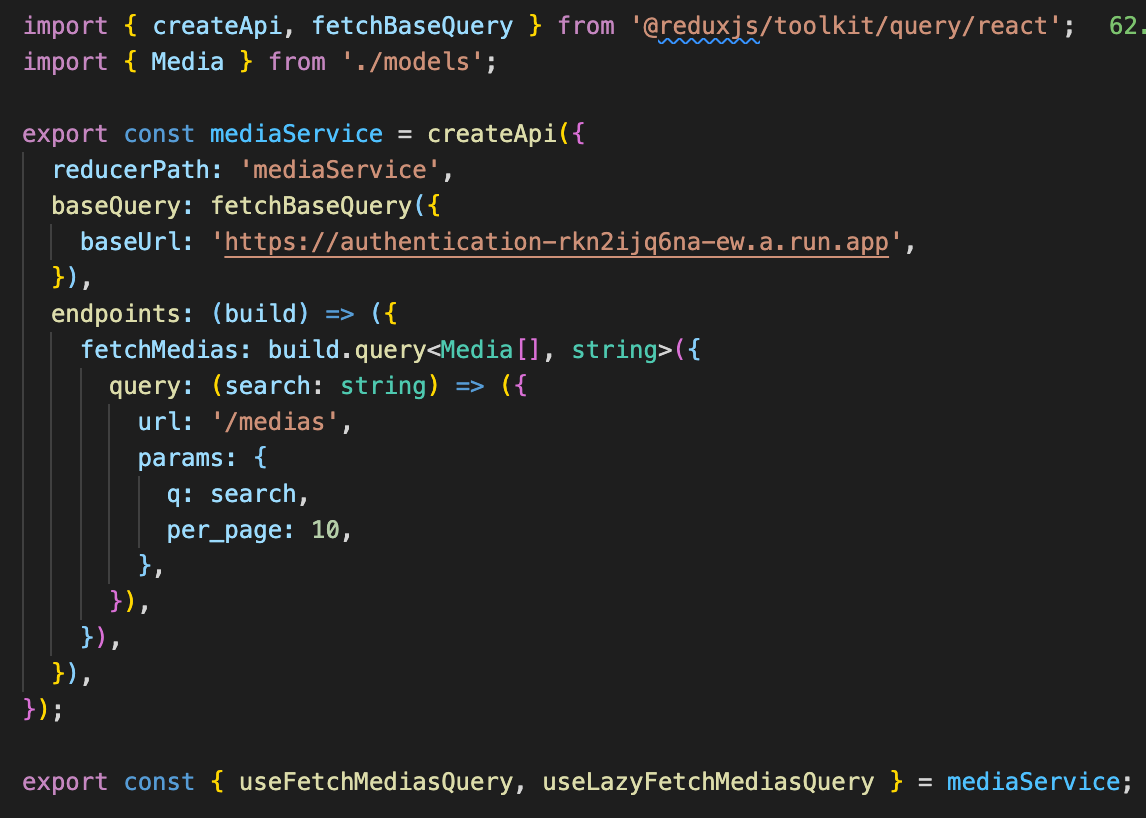 import { createApi, fetchBaseQuery } from '@reduxjs/toolkit/query/react'; 62.
import { Media } from './models';

export const mediaService = createApi({
  reducerPath: 'mediaService',
  baseQuery: fetchBaseQuery({
    baseUrl: 'https://authentication-rkn2ijq6na-ew.a.run.app',
  }),
  endpoints: (build) => ({
    fetchMedias: build.query<Media[], string>({
      query: (search: string) => ({
        url: '/medias',
        params: {
          q: search,
          per_page: 10,
        },
      }),
    }),
  }),
});

export const { useFetchMediasQuery, useLazyFetchMediasQuery } = mediaService;